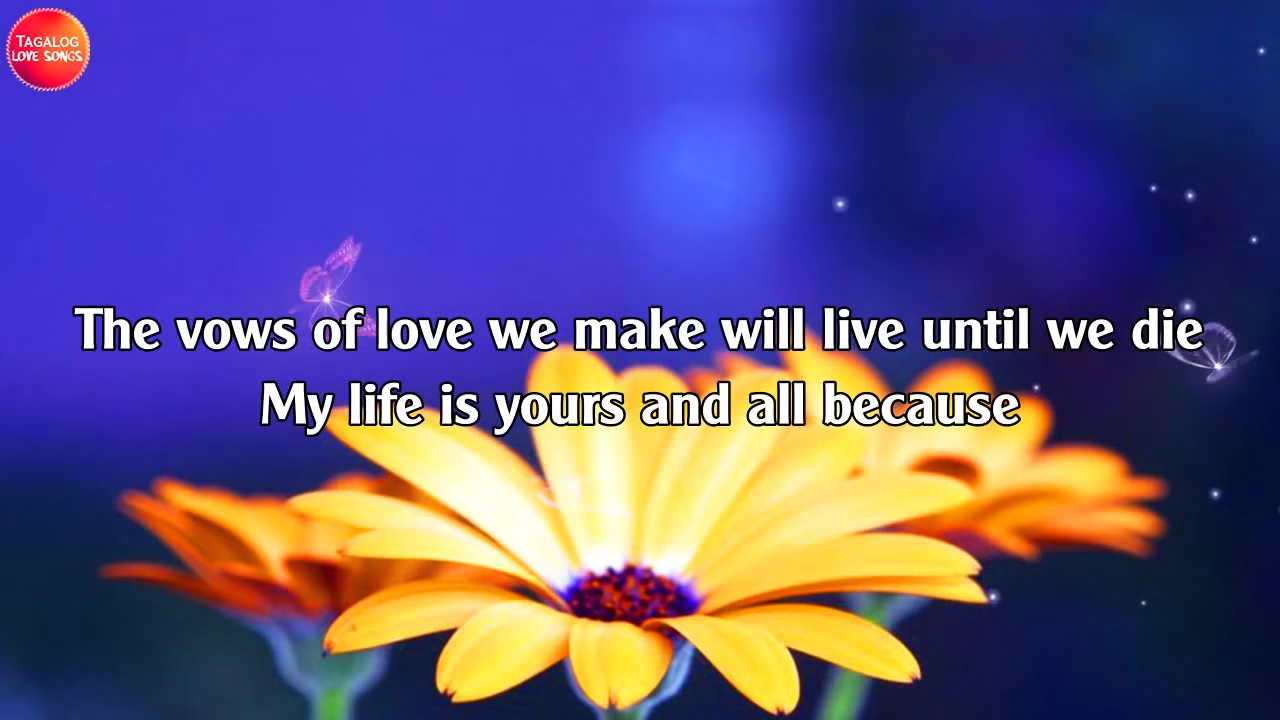 TAGALOG
LOVE SONGS
The vows of love we make will live until we die
My life is yours and all because